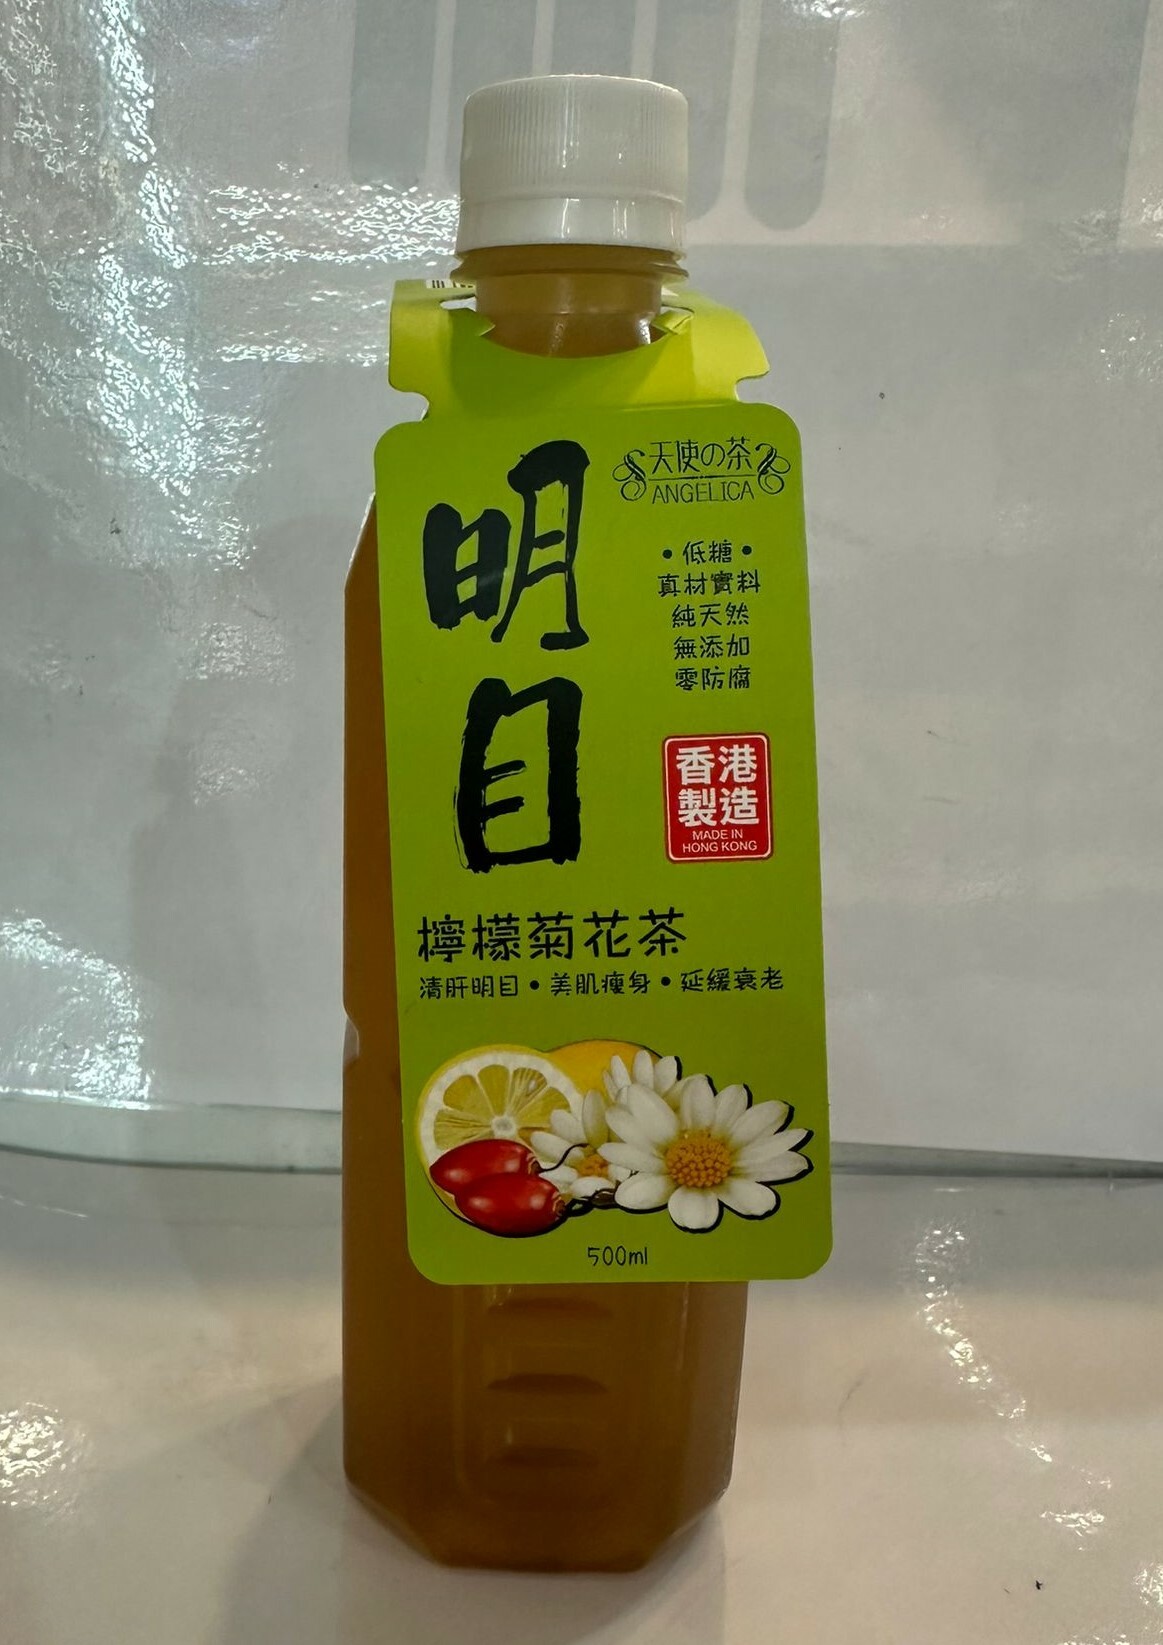 明目
天使の茶
ANGELICA
•低糖•
真材實料
純天然
無添加
零防腐
香港
製造
MADE IN
HONG KONG
檸檬菊花茶
清肝明目•美肌瘦身•延緩衰老
500ml